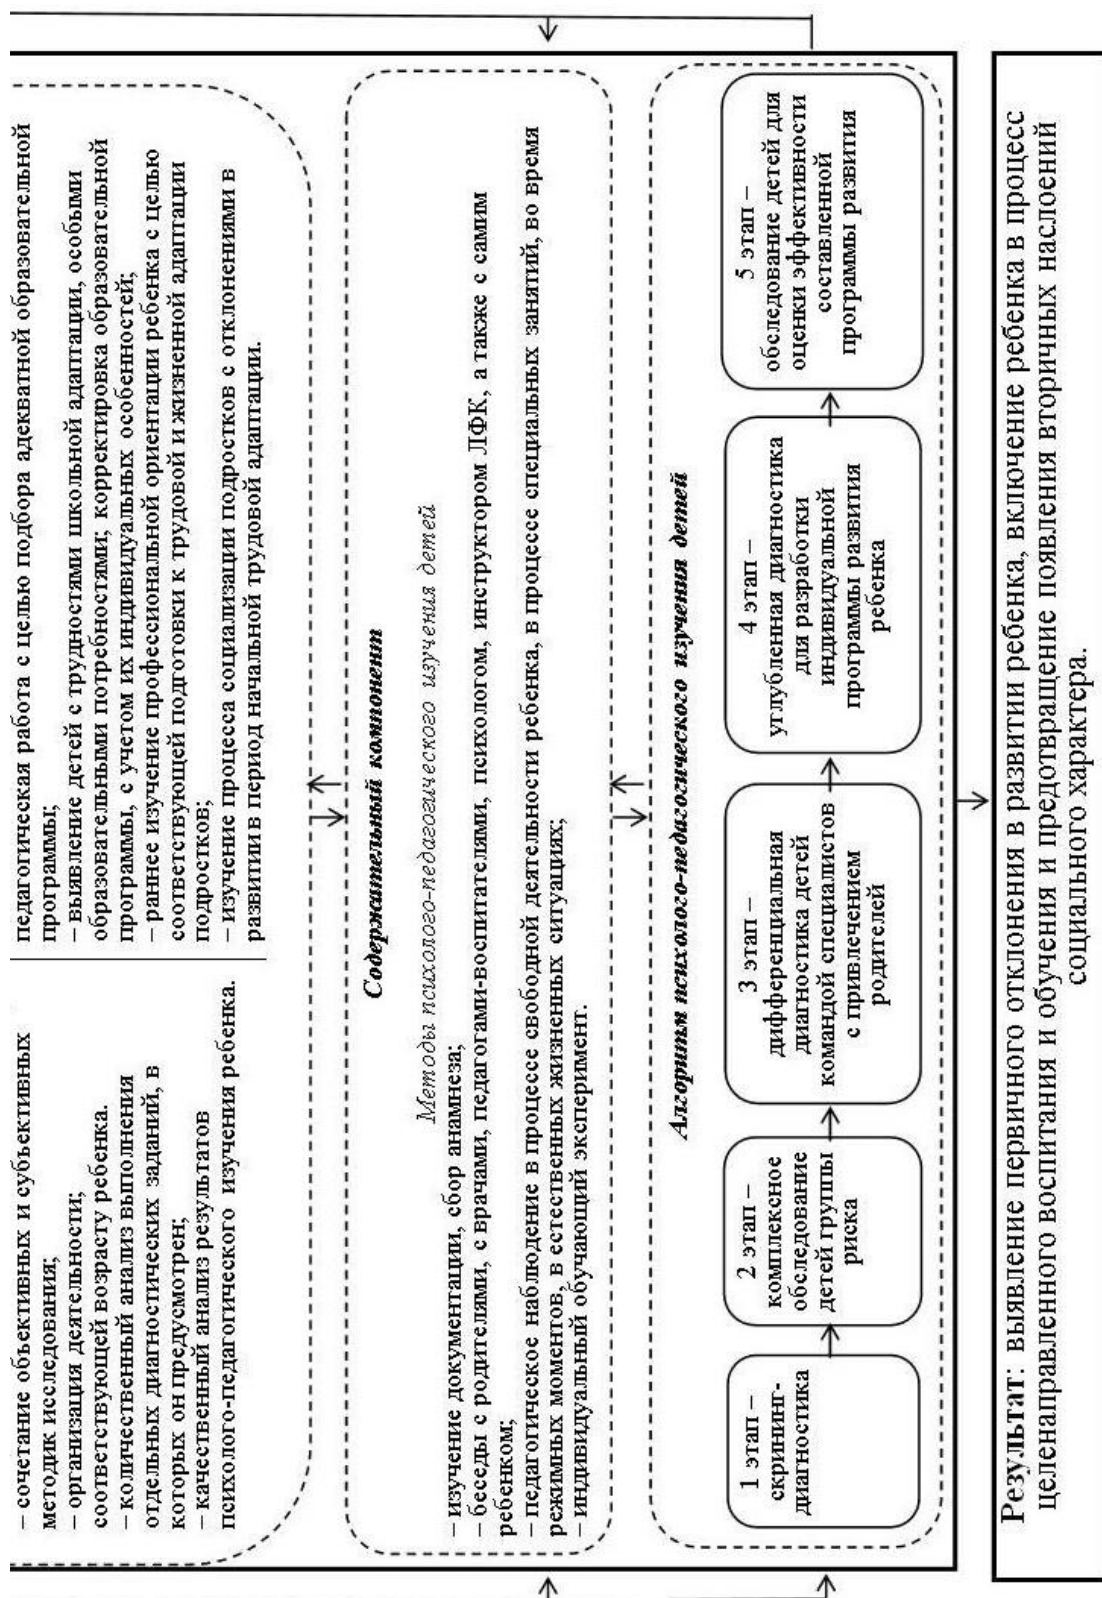 – сочетание объективных и субъективных
методик исследования;
– организация деятельности;
соответствующей возрасту ребенка.
– количественный анализ выполнения
отдельных диагностических заданий, в
которых он предусмотрен;
– качественный анализ результатов
психолого-педагогического изучения ребенка.
педагогическая работа с целью подбора адекватной образовательной
программы;
– выявление детей с трудностями школьной адаптации, особыми
образовательными потребностями; корректировка образовательной
программы, с учетом их индивидуальных особенностей;
– раннее изучение профессиональной ориентации ребенка с целью
соответствующей подготовки к трудовой и жизненной адаптации
подростков;
– изучение процесса социализации подростков с отклонениями в
развитии в период начальной трудовой адаптации.
Содержательный компонент
Методы психолого-педагогического изучения детей
– изучение документации, сбор анамнеза;
– беседы с родителями, с врачами, педагогами-воспитателями, психологом, инструктором ЛФК, а также с самим
ребенком;
– педагогическое наблюдение в процессе свободной деятельности ребенка, в процессе специальных занятий, во время
режимных моментов, в естественных жизненных ситуациях;
– индивидуальный обучающий эксперимент.
Алгоритм психолого-педагогического изучения детей
1 этап –
скрининг-
диагностика
2 этап –
комплексное
обследование
детей группы
риска
3 этап –
дифференциальная
диагностика детей
командой специалистов
с привлечением
родителей
4 этап –
углубленная диагностика
для разработки
индивидуальной
программы развития
ребенка
5 этап –
обследование детей для
оценки эффективности
составленной
программы развития
Результат: выявление первичного отклонения в развитии ребенка, включение ребенка в процесс
целенаправленного воспитания и обучения и предотвращение появления вторичных наслоений
социального характера.